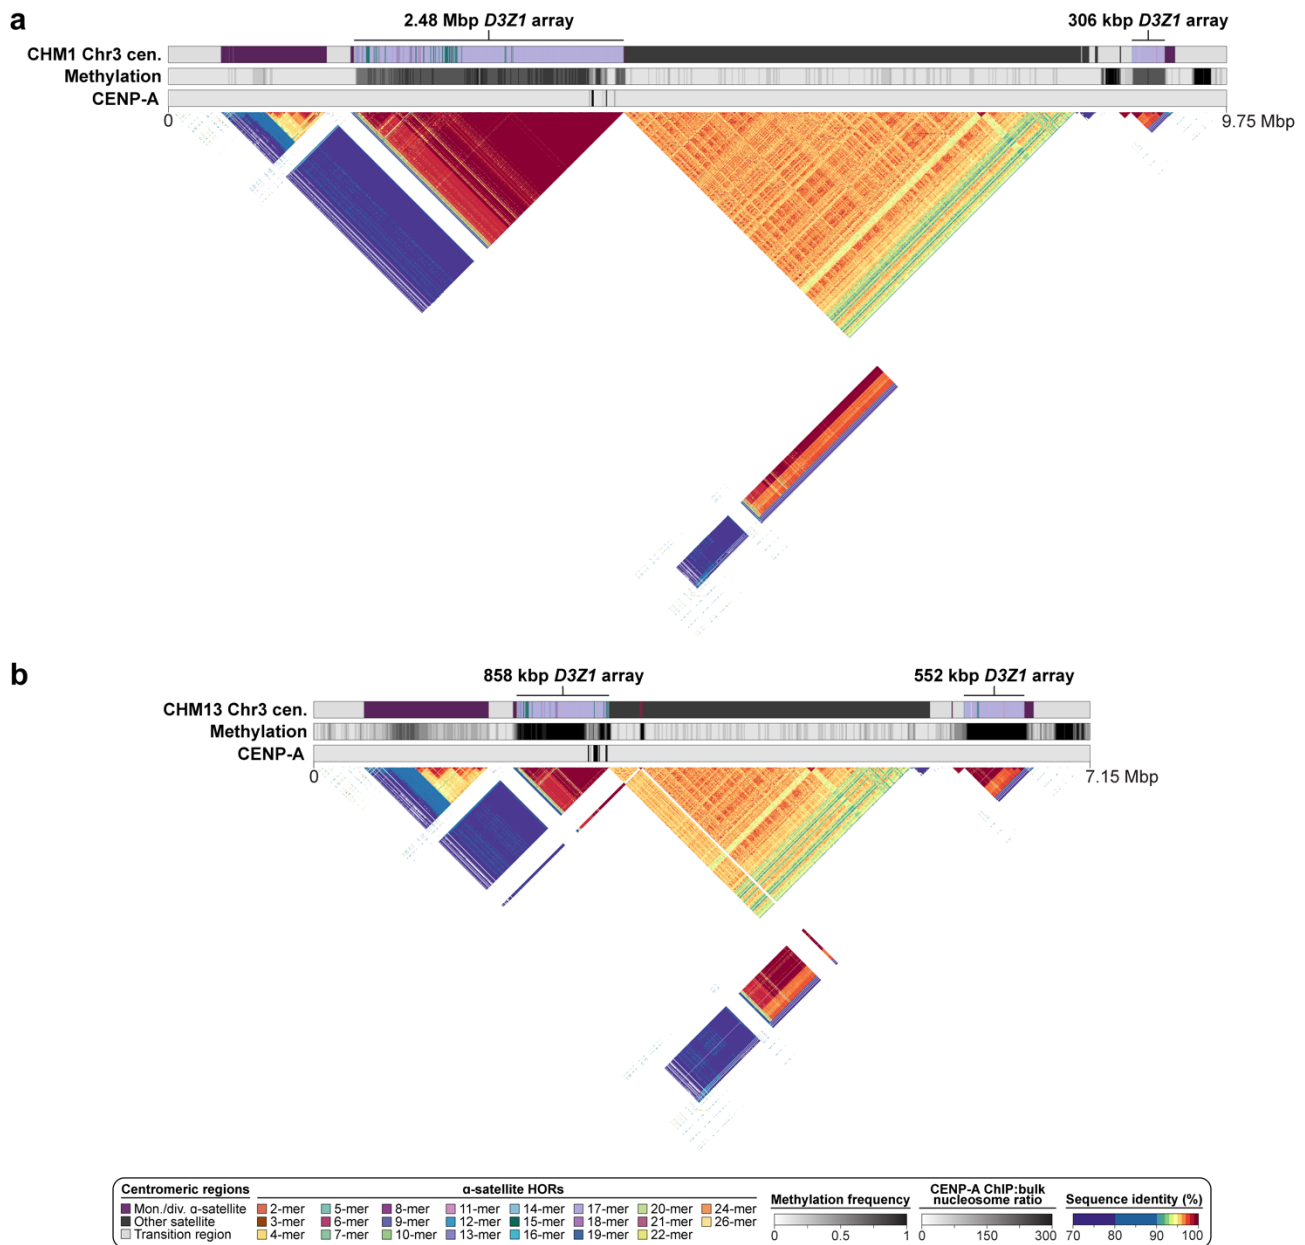 a
2.48 Mbp D3Z1 array
306 kbp D3Z1 array
CHM1 Chr3 cen.
Methylation
CENP-A
0
9.75 Mbp
b
858 kbp D3Z1 array
552 kbp D3Z1 array
CHM13 Chr3 cen.
Methylation
CENP-A
0
7.15 Mbp
Centromeric regions
Mon./div. α-satellite
Other satellite
Transition region
α-satellite HORs
2-mer 5-mer 8-mer 11-mer 14-mer 17-mer 20-mer 24-mer
3-mer 6-mer 9-mer 12-mer 15-mer 18-mer 21-mer 26-mer
4-mer 7-mer 10-mer 13-mer 16-mer 19-mer 22-mer
Methylation frequency
0 0.5 1
CENP-A ChIP:bulk
nucleosome ratio
0 150 300
Sequence identity (%)
70 80 90 100